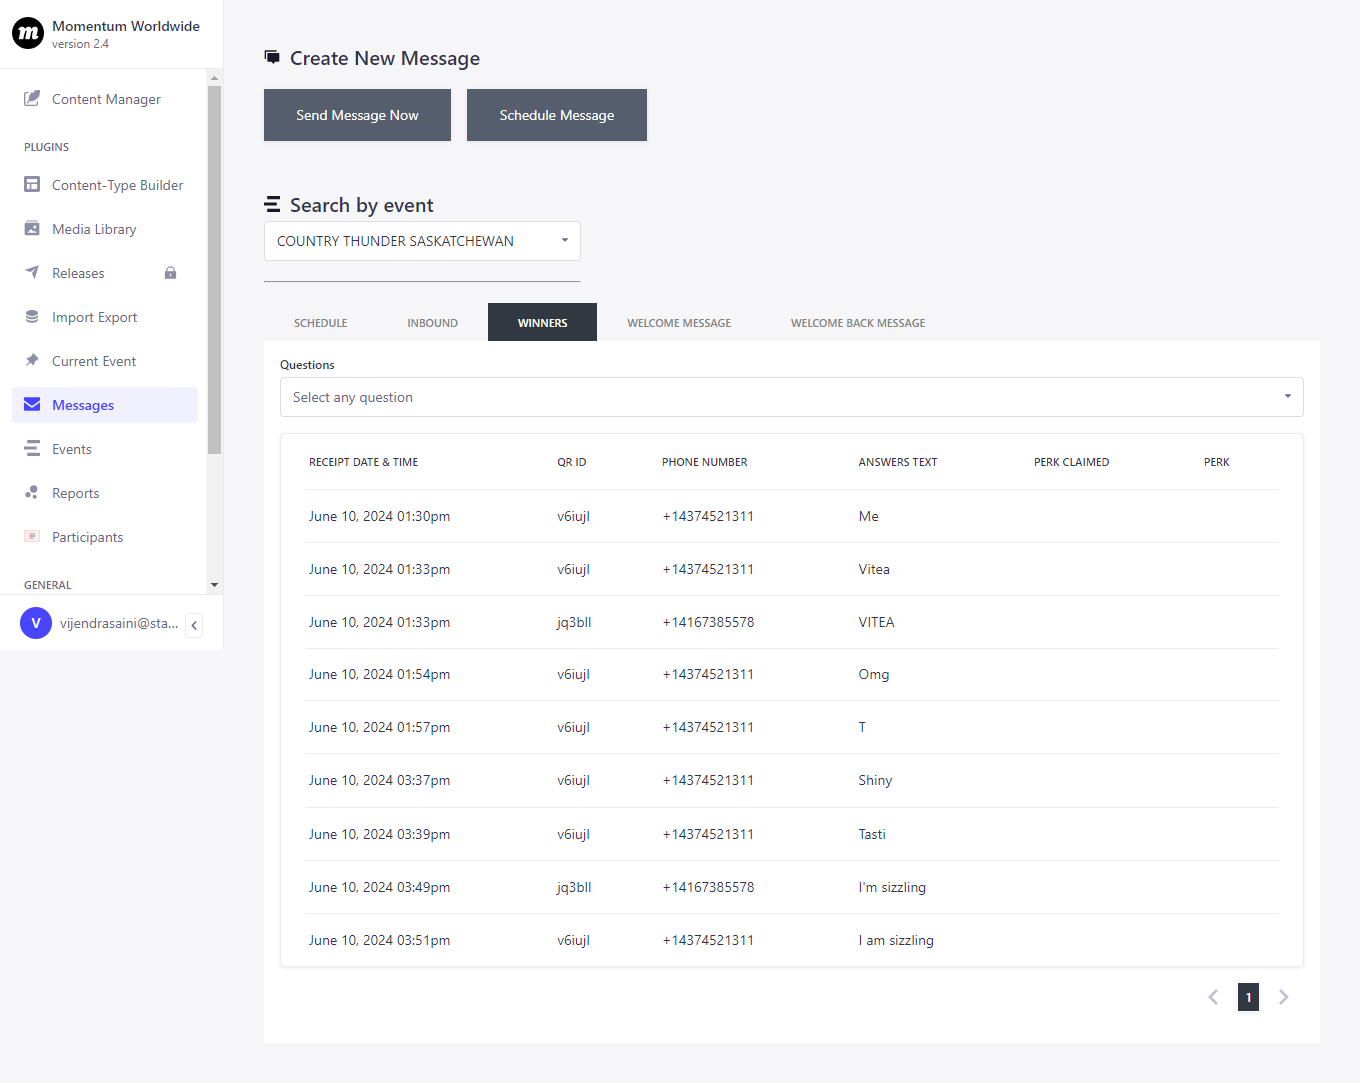 m
Momentum Worldwide
version 2.4
Content Manager
PLUGINS
Content-Type Builder
Media Library
Releases
Import Export
Current Event
Messages
Events
Reports
Participants
GENERAL
V
vijendrasaini@sta...
Create New Message
Send Message Now Schedule Message
Search by event
COUNTRY THUNDER SASKATCHEWAN
SCHEDULE INBOUND WINNERS WELCOME MESSAGE WELCOME BACK MESSAGE
Questions
Select any question
RECEIPT DATE & TIME QR ID PHONE NUMBER ANSWERS TEXT PERK CLAIMED PERK
June 10, 2024 01:30pm v6iujl +14374521311 Me
June 10, 2024 01:33pm v6iujl +14374521311 Vitea
June 10, 2024 01:33pm jq3bll +14167385578 VITEA
June 10, 2024 01:54pm v6iujl +14374521311 Omg
June 10, 2024 01:57pm v6iujl +14374521311 T
June 10, 2024 03:37pm v6iujl +14374521311 Shiny
June 10, 2024 03:39pm v6iujl +14374521311 Tasti
June 10, 2024 03:49pm jq3bll +14167385578 I'm sizzling
June 10, 2024 03:51pm v6iujl +14374521311 I am sizzling
1